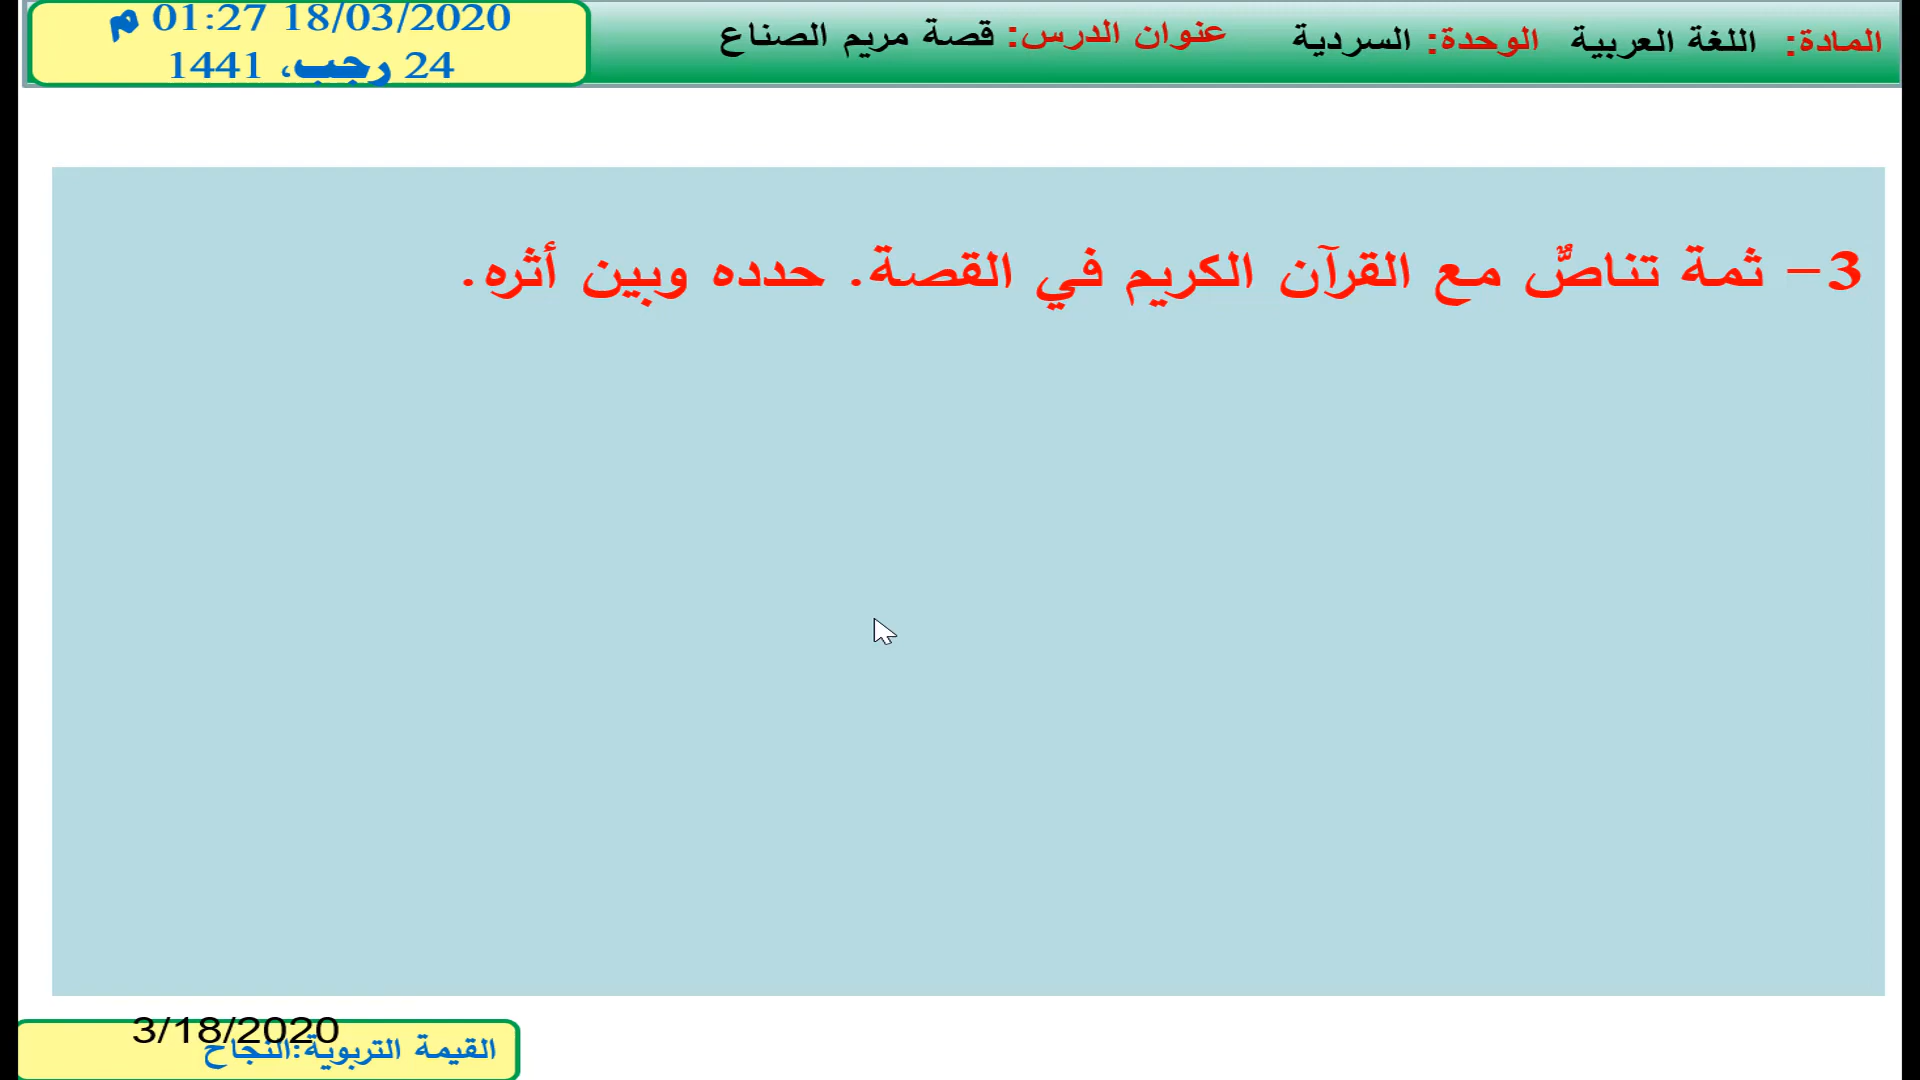 المادة: اللغة العربية الوحدة: السردية عنوان الدرس: قصة مريم الصناع
18/03/2020 01:27 م
24 رجب، 1441
3- ثمة تناصٌّ مع القرآن الكريم في القصة. حدده وبين أثره.
3/18/2020
القيمة التربوية:النجاح